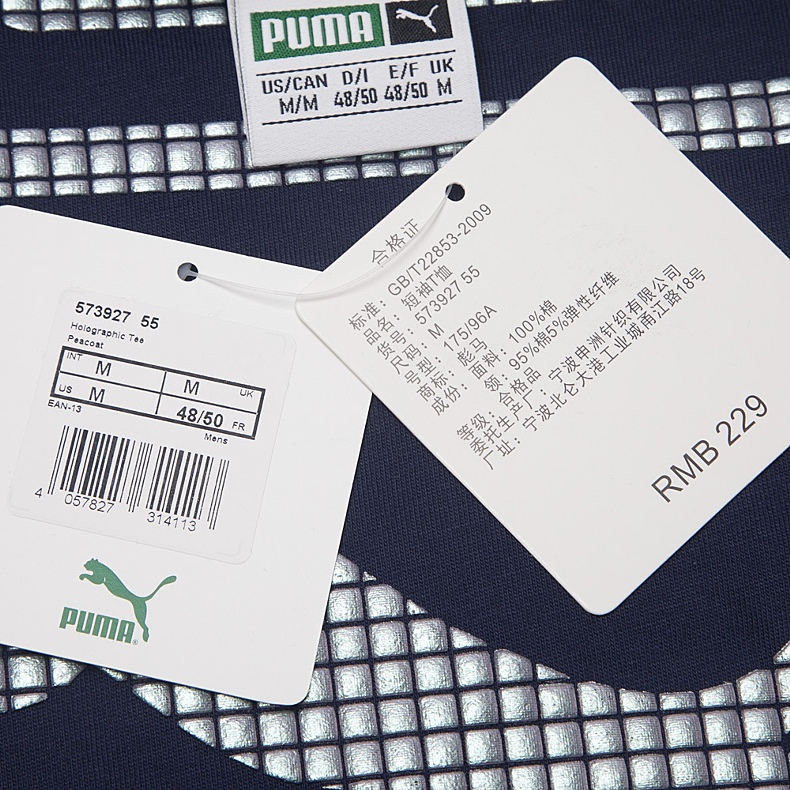 PUMA
US/CAN D/I E/F UK
M/M 48/50 48/50 M
573927 55
Holographic Tee
Peacoat
INT M M UK
US M 48/50 FR
EAN-13
Mens
4 057827 314113
PUMA®
合格证
标准：GB/T22853-2009
品名：短袖T恤
货号：573927 55
尺码：M
号型：175/96A
商标：彪马
成份：面料：100%棉
领：95%棉5%弹性纤维
等级：合格品
委托生产厂：宁波申洲针织有限公司
厂址：宁波北仑大港工业城甬江路18号
RMB 229